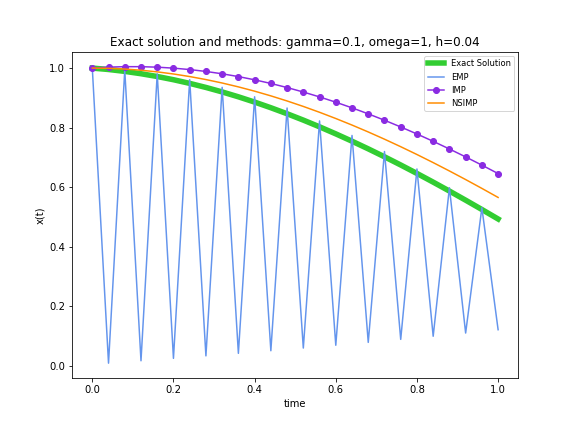 Exact solution and methods: gamma=0.1, omega=1, h=0.04
Exact Solution
EMP
IMP
NSIMP
1.0
0.8
0.6
0.4
0.2
0.0
x(t)
0.0 0.2 0.4 0.6 0.8 1.0
time